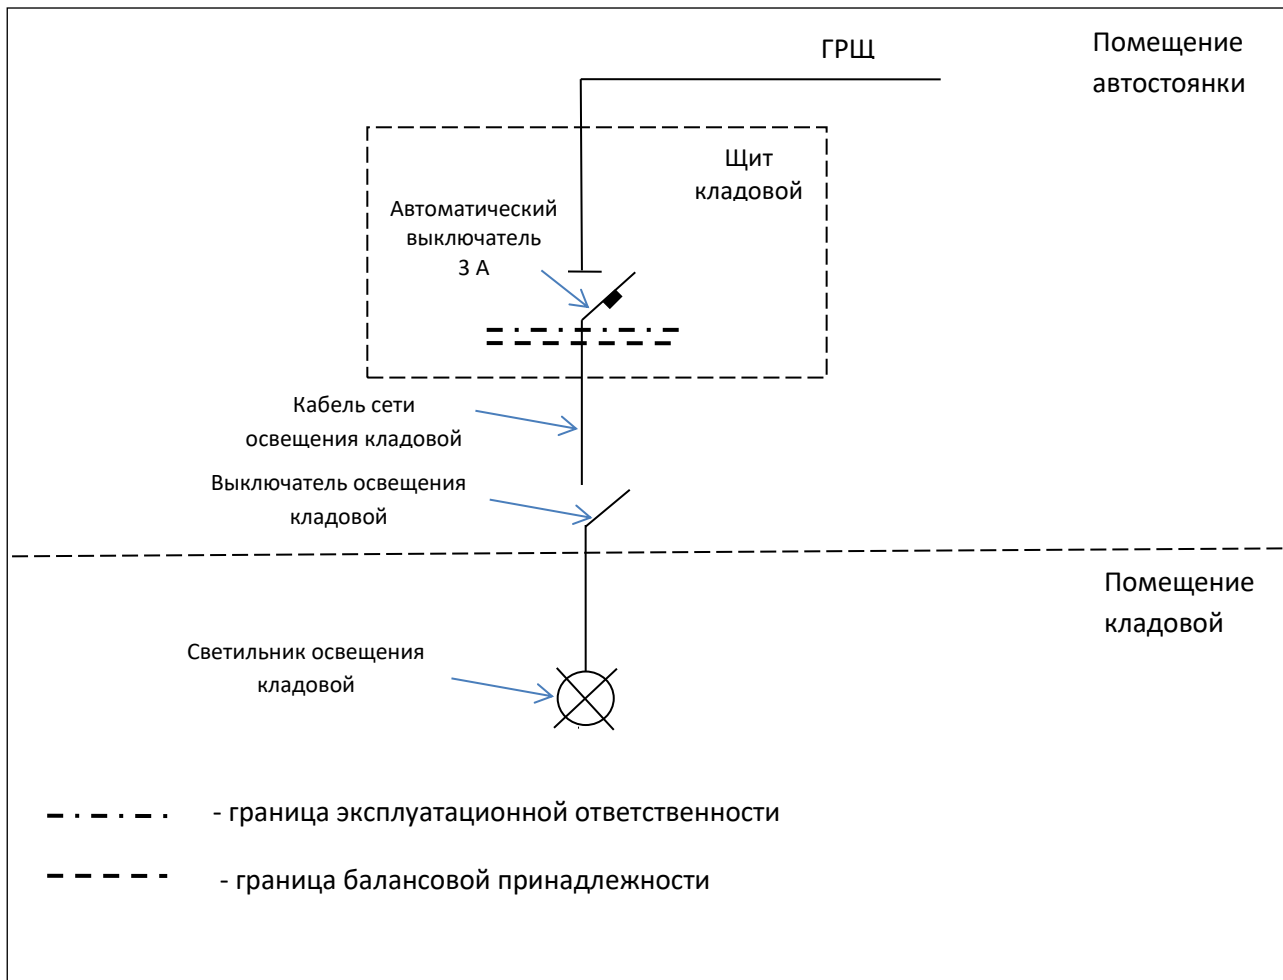 ГРЩ
Помещение
автостоянки
Щит
кладовой
Автоматический
выключатель
3 А
Кабель сети
освещения кладовой
Выключатель освещения
кладовой
Помещение
кладовой
Светильник освещения
кладовой
- граница эксплуатационной ответственности
- граница балансовой принадлежности